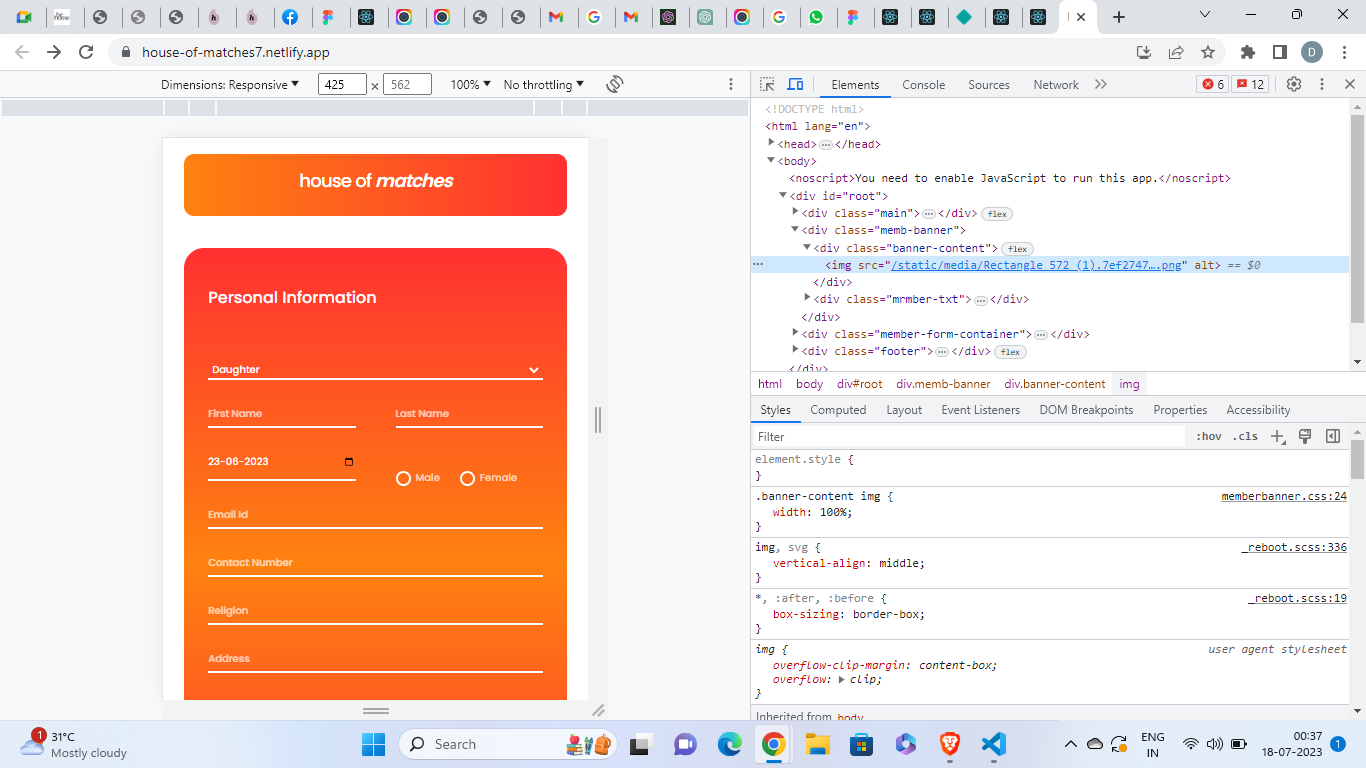 house-of-matches7.netlify.app
D
Dimensions: Responsive 425 × 562 100% No throttling
Elements Console Sources Network 6 12
<!DOCTYPE html>
<html lang="en">
<head> ⋯ </head>
<body>
<noscript>You need to enable JavaScript to run this app.</noscript>
<div id="root">
<div class="main"> ⋯ </div> flex
<div class="memb-banner">
<div class="banner-content"> flex
<img src="/static/media/Rectangle 572 (1).7ef2747….png" alt> == $0
</div>
<div class="mrmber-txt"> ⋯ </div>
</div>
<div class="member-form-container"> ⋯ </div>
<div class="footer"> ⋯ </div> flex
</div>
html body div#root div.memb-banner div.banner-content img
Styles Computed Layout Event Listeners DOM Breakpoints Properties Accessibility
Filter :hov .cls
element.style {
}
.banner-content img { memberbanner.css:24
width: 100%;
}
img, svg { _reboot.scss:336
vertical-align: middle;
}
*, :after, :before { _reboot.scss:19
box-sizing: border-box;
}
img { user agent stylesheet
overflow-clip-margin: content-box;
overflow: clip;
}
Inherited from body
house of matches
Personal Information
Daughter
First Name Last Name
23-06-2023
Male Female
Email Id
Contact Number
Religion
Address
1
31°C
Mostly cloudy
Search
ENG
IN
00:37
18-07-2023
1